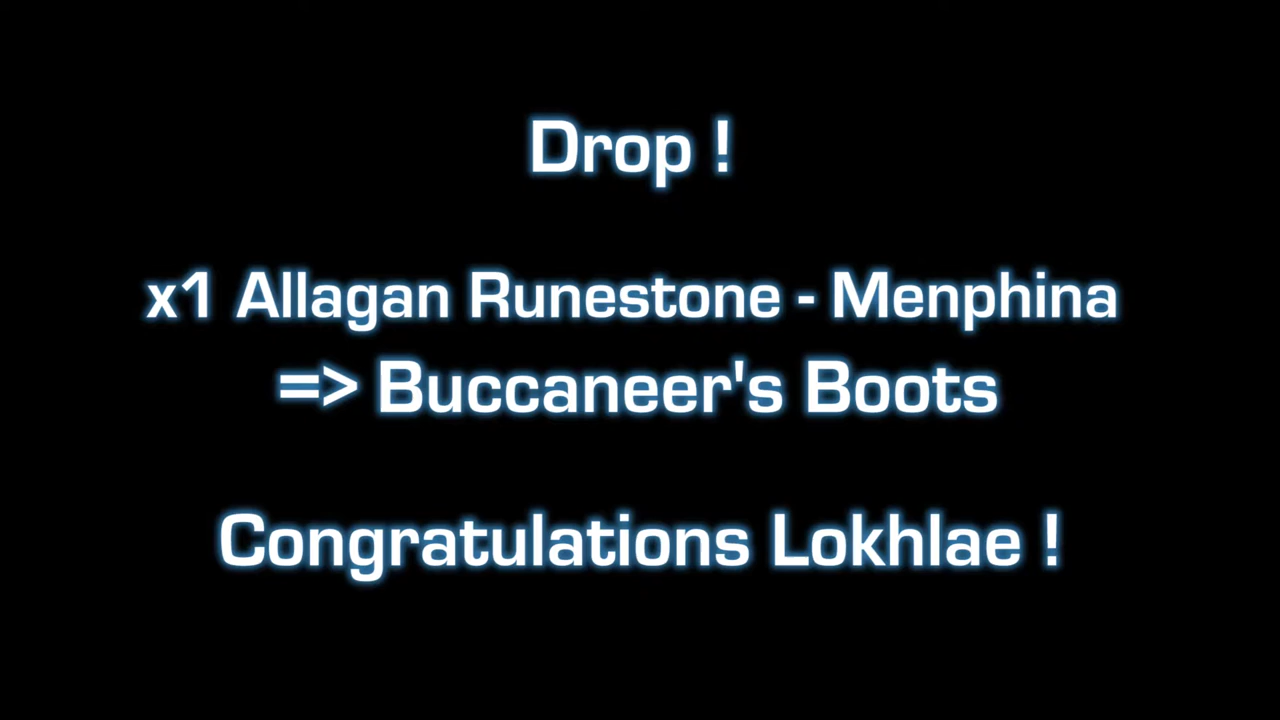 Drop !
x1 Allagan Runestone - Menphina
=> Buccaneer's Boots
Congratulations Lokhlae !